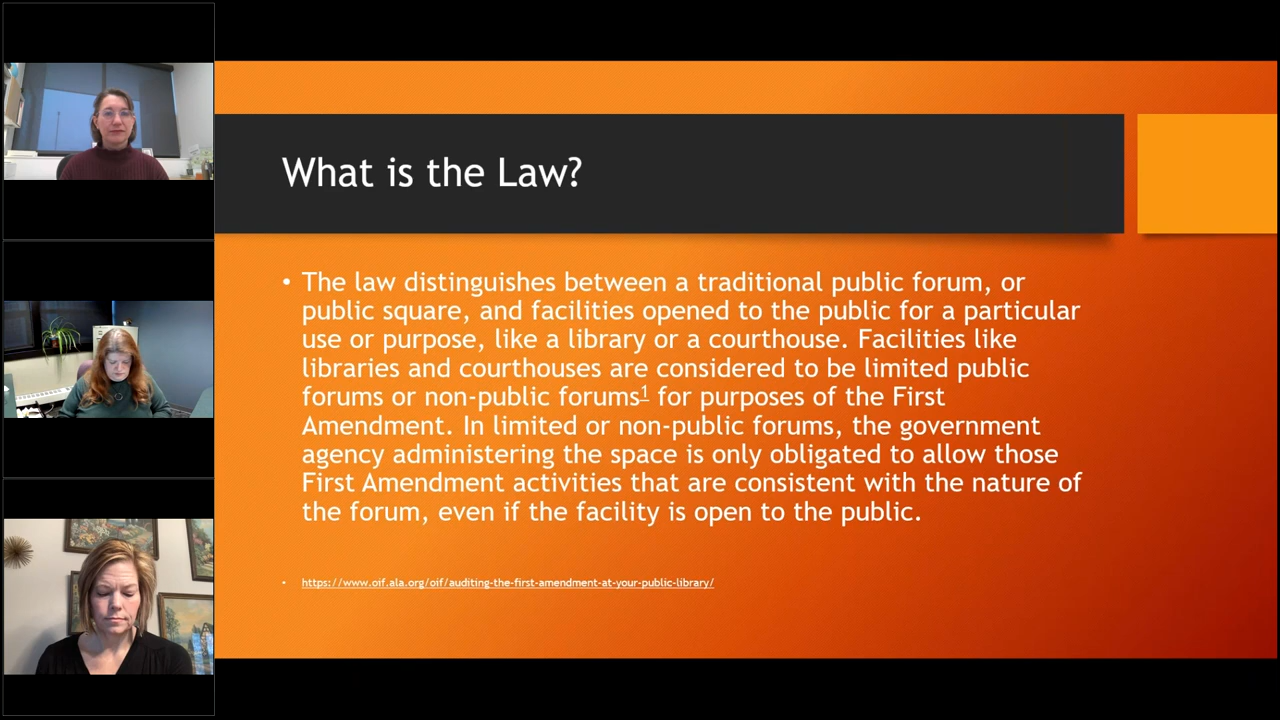 What is the Law?
• The law distinguishes between a traditional public forum, or
public square, and facilities opened to the public for a particular
use or purpose, like a library or a courthouse. Facilities like
libraries and courthouses are considered to be limited public
forums or non-public forums1 for purposes of the First
Amendment. In limited or non-public forums, the government
agency administering the space is only obligated to allow those
First Amendment activities that are consistent with the nature of
the forum, even if the facility is open to the public.
• https://www.oif.ala.org/oif/auditing-the-first-amendment-at-your-public-library/